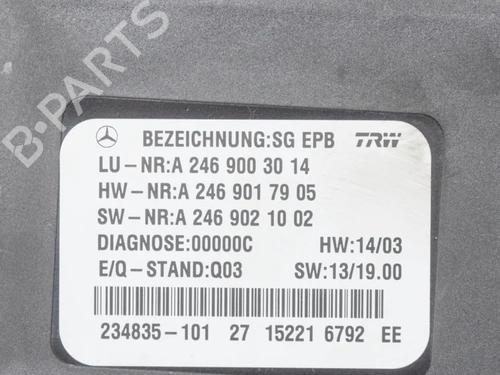 B-PARTS
BEZEICHNUNG:SG EPB TRW
LU-NR:A 246 900 30 14
HW-NR:A 246 901 79 05
SW-NR:A 246 902 10 02
DIAGNOSE:00000C HW:14/03
E/Q-STAND:Q03 SW:13/19.00
234835-101 27 15221 6792 EE